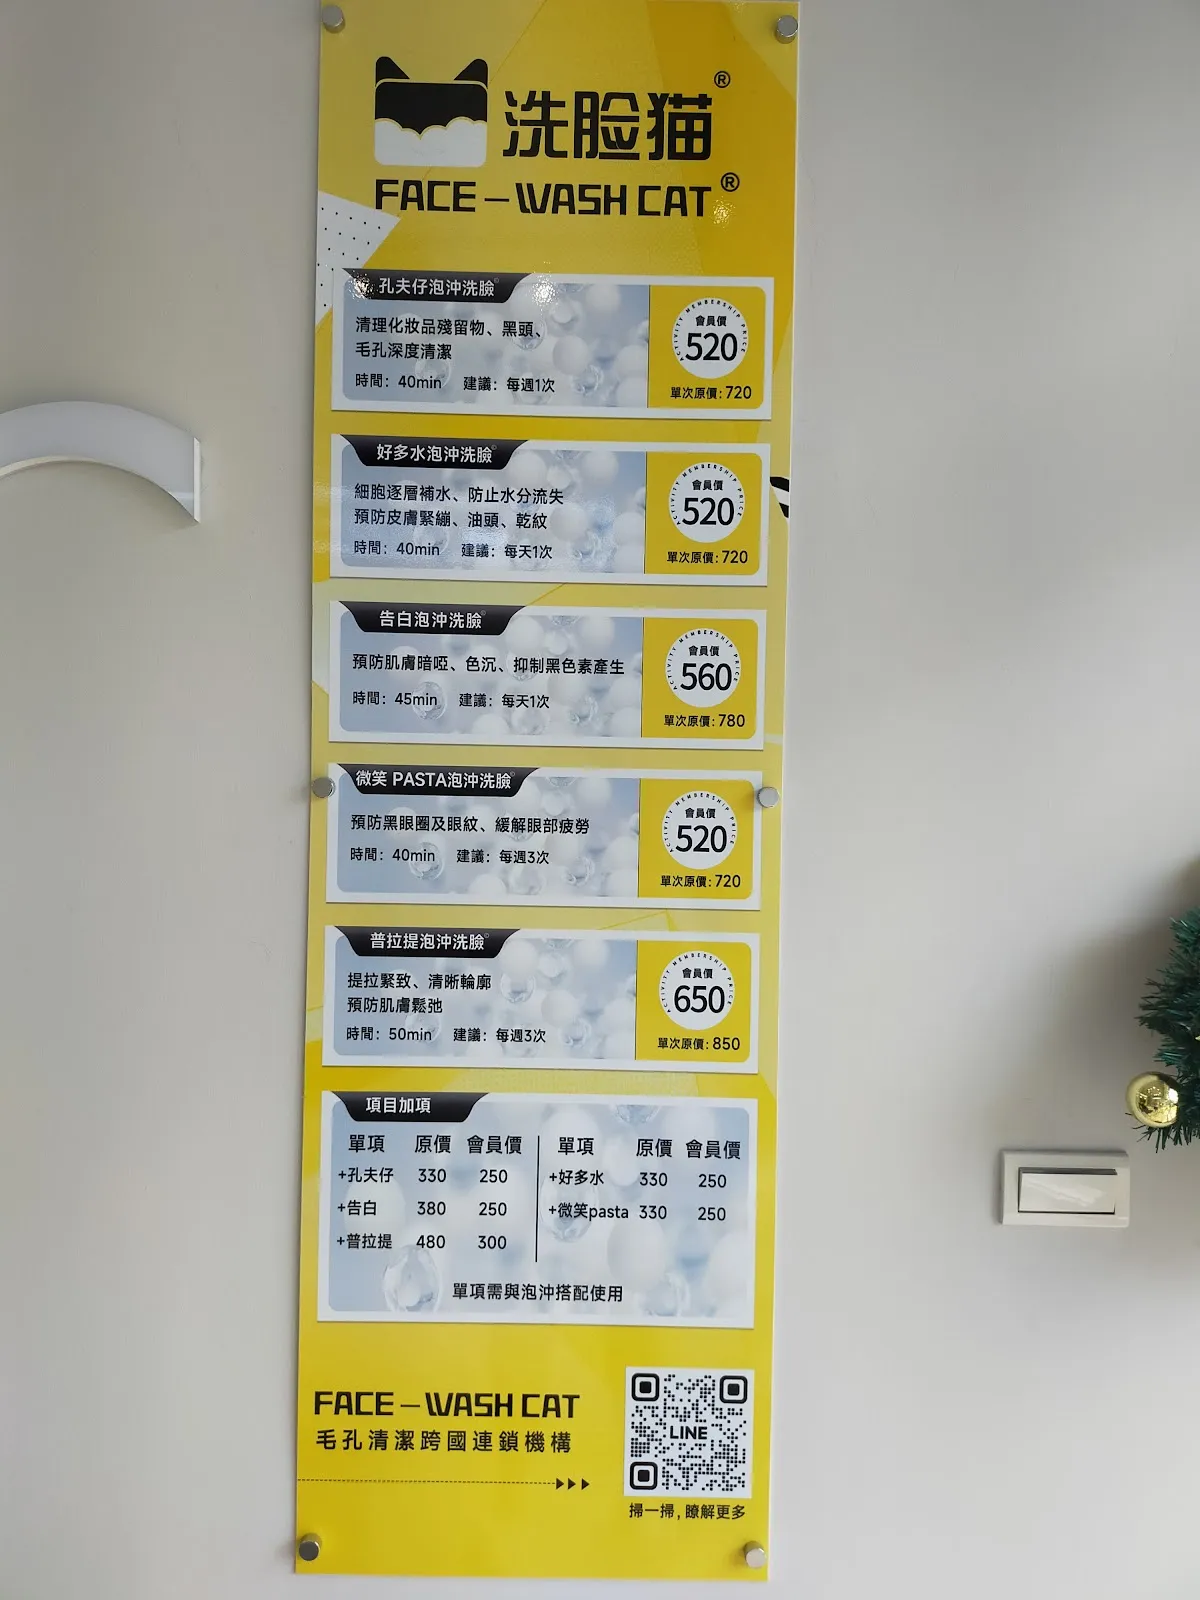 洗脸猫®
FACE-WASH CAT®
孔夫仔泡沖洗臉©
清理化妝品殘留物、黑頭、
毛孔深度清潔
時間：40min 建議：每週1次
ACTIVITY MEMBERSHIP PRICE
會員價
520
單次原價：720
好多水泡沖洗臉©
細胞逐層補水、防止水分流失
預防皮膚緊繃、油頭、乾紋
時間：40min 建議：每天1次
ACTIVITY MEMBERSHIP PRICE
會員價
520
單次原價：720
告白泡沖洗臉©
預防肌膚暗啞、色沉、抑制黑色素產生
時間：45min 建議：每天1次
ACTIVITY MEMBERSHIP PRICE
會員價
560
單次原價：780
微笑 PASTA泡沖洗臉©
預防黑眼圈及眼紋、緩解眼部疲勞
時間：40min 建議：每週3次
ACTIVITY MEMBERSHIP PRICE
會員價
520
單次原價：720
普拉提泡沖洗臉©
提拉緊致、清晰輪廓
預防肌膚鬆弛
時間：50min 建議：每週3次
ACTIVITY MEMBERSHIP PRICE
會員價
650
單次原價：850
項目加項
單項 原價 會員價 單項 原價 會員價
+孔夫仔 330 250 +好多水 330 250
+告白 380 250 +微笑pasta 330 250
+普拉提 480 300
單項需與泡沖搭配使用
FACE-WASH CAT
毛孔清潔跨國連鎖機構
LINE
掃一掃，瞭解更多